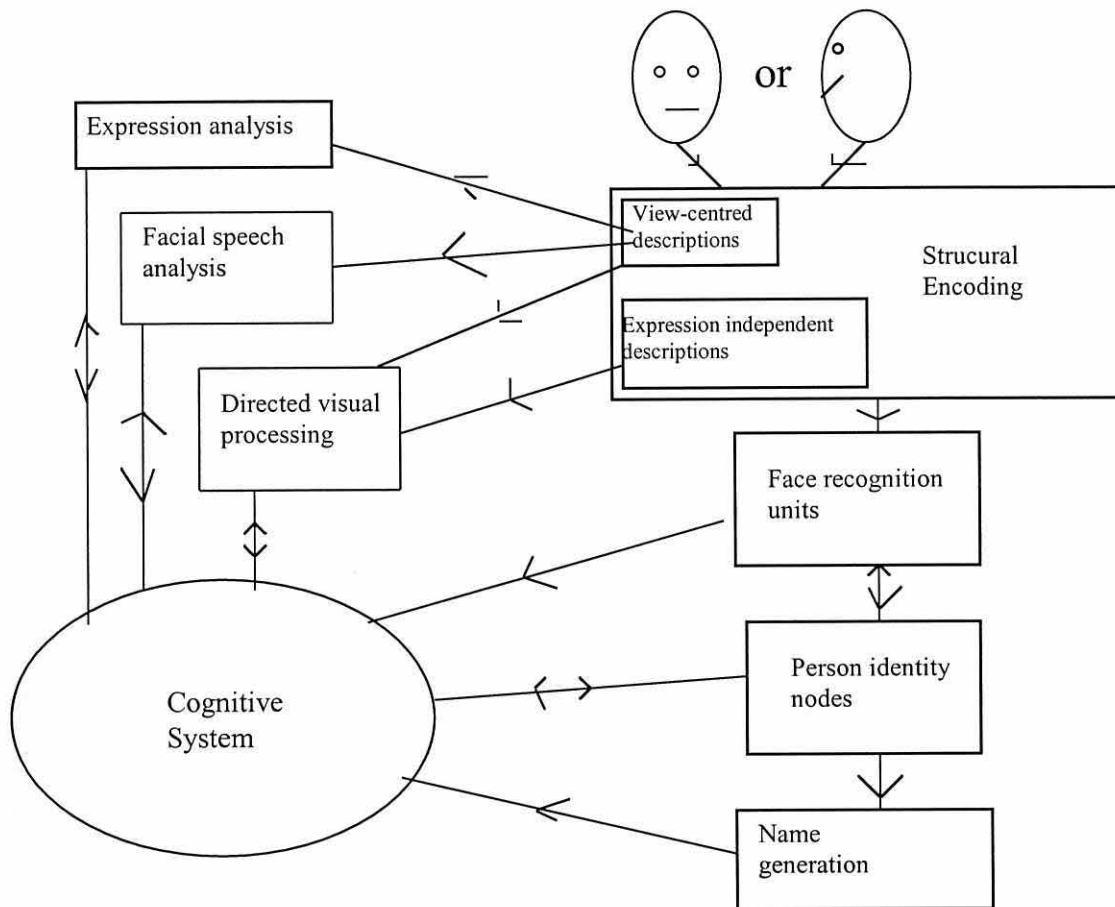 or
Expression analysis
View-centred
descriptions
Facial speech
analysis
Strucural
Encoding
Expression independent
descriptions
Directed visual
processing
Face recognition
units
Person identity
nodes
Cognitive
System
Name
generation